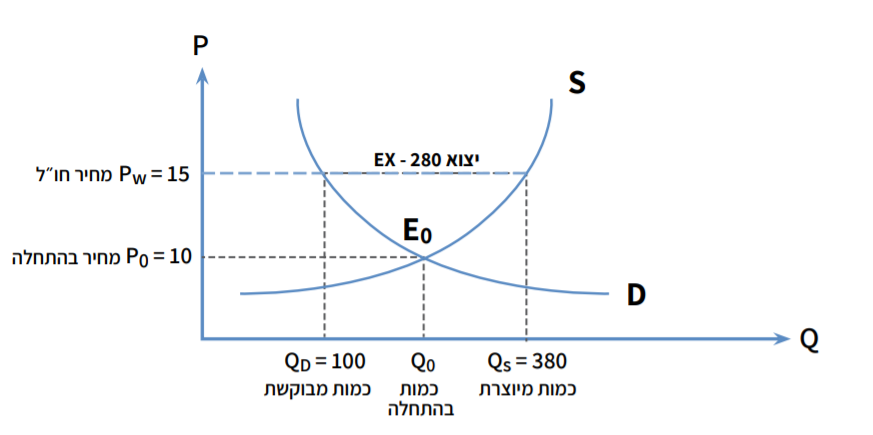 P
S
יצוא EX - 280
מחיר חו״ל PW = 15
E0
מחיר בהתחלה P0 = 10
D
Q
QD = 100
כמות מבוקשת
Q0
כמות
בהתחלה
QS = 380
כמות מיוצרת